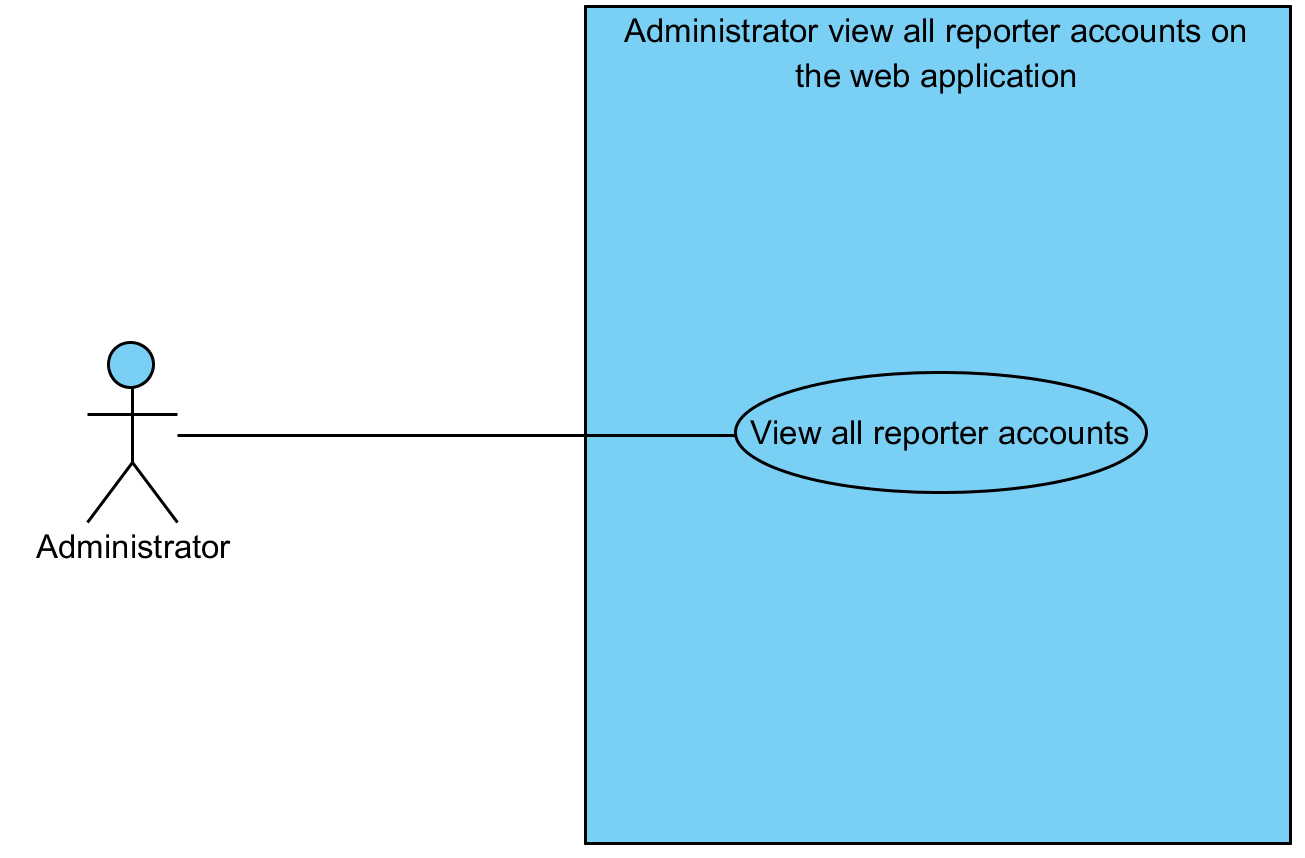 Administrator view all reporter accounts on
the web application
View all reporter accounts
Administrator